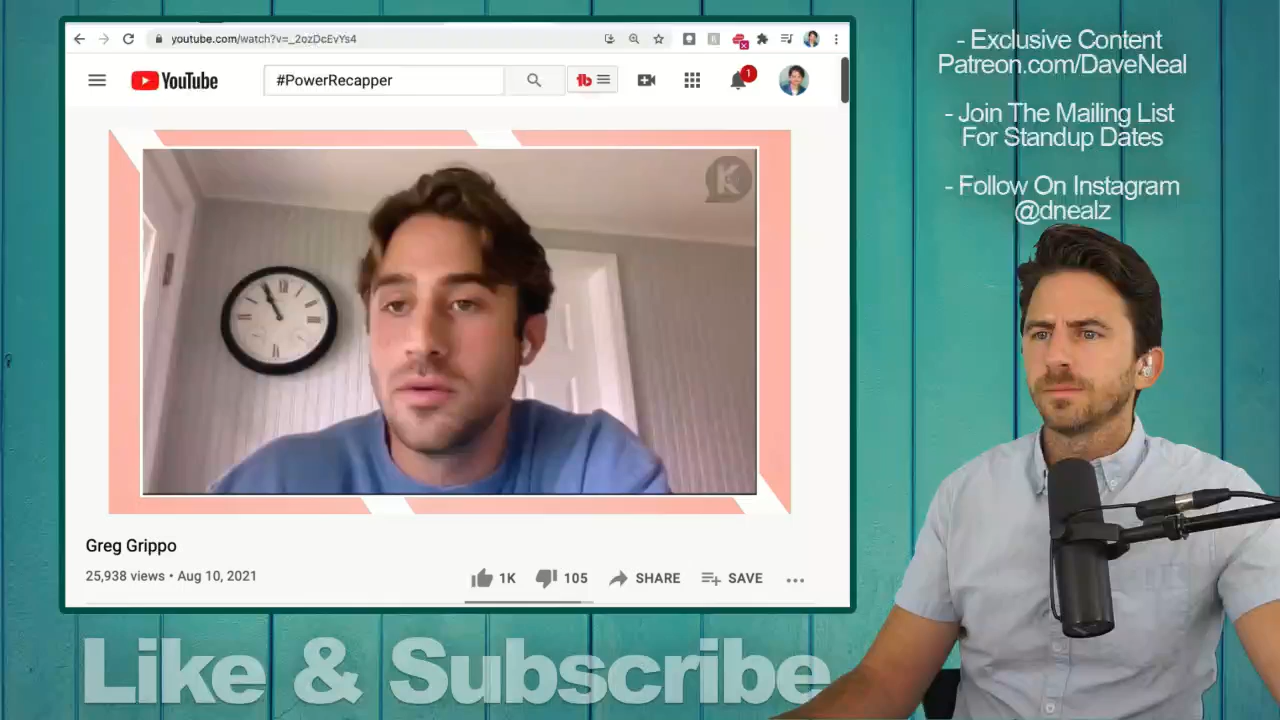 youtube.com/watch?v=_2ozDcEvYs4
YouTube
#PowerRecapper
1
K
Greg Grippo
25,938 views • Aug 10, 2021
1K
105
SHARE
SAVE
- Exclusive Content
Patreon.com/DaveNeal
- Join The Mailing List
For Standup Dates
- Follow On Instagram
@dnealz
Like & Subscribe